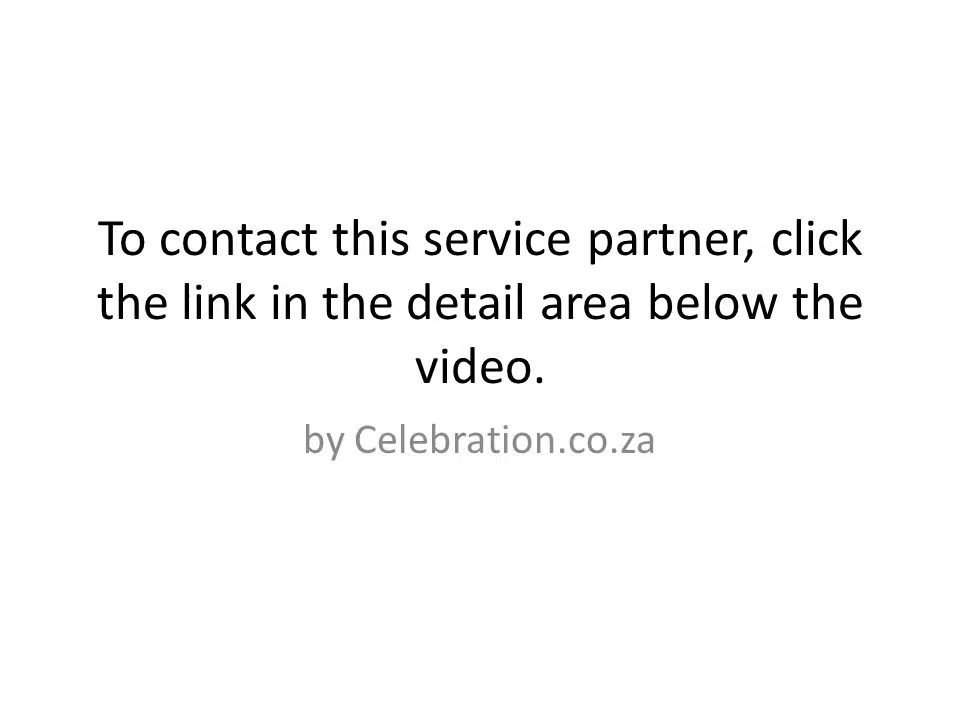 To contact this service partner, click
the link in the detail area below the
video.
by Celebration.co.za